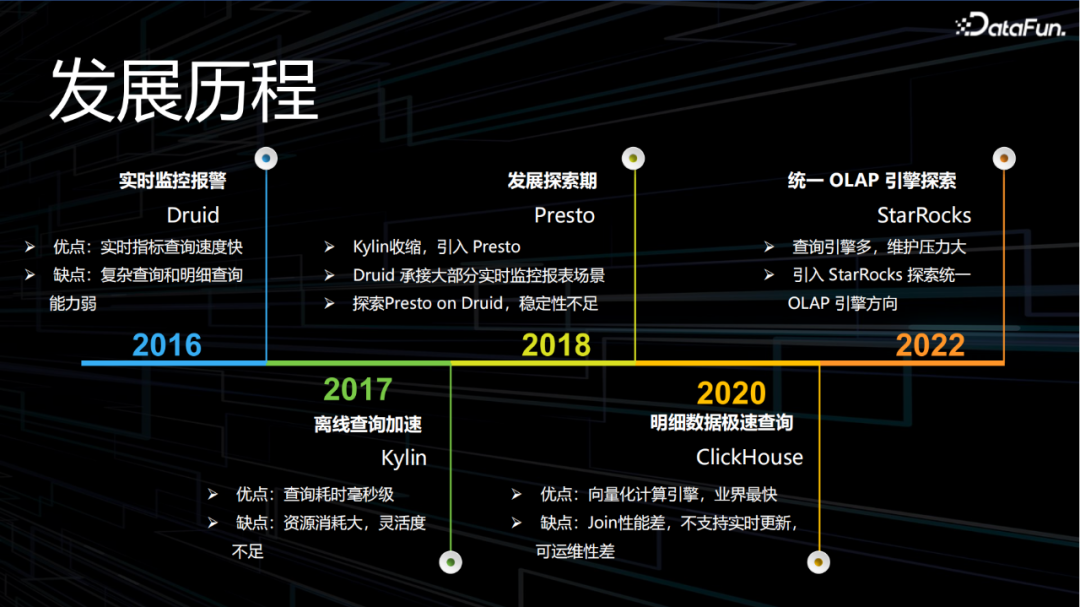 DataFun.
发展历程
实时监控报警
Druid
优点：实时指标查询速度快
缺点：复杂查询和明细查询
能力弱
2016
2017
离线查询加速
Kylin
优点：查询耗时毫秒级
缺点：资源消耗大，灵活度
不足
发展探索期
Presto
Kylin收缩，引入 Presto
Druid 承接大部分实时监控报表场景
探索Presto on Druid，稳定性不足
2018
2020
明细数据极速查询
ClickHouse
优点：向量化计算引擎，业界最快
缺点：Join性能差，不支持实时更新，
可运维性差
统一 OLAP 引擎探索
StarRocks
查询引擎多，维护压力大
引入 StarRocks 探索统一
OLAP 引擎方向
2022